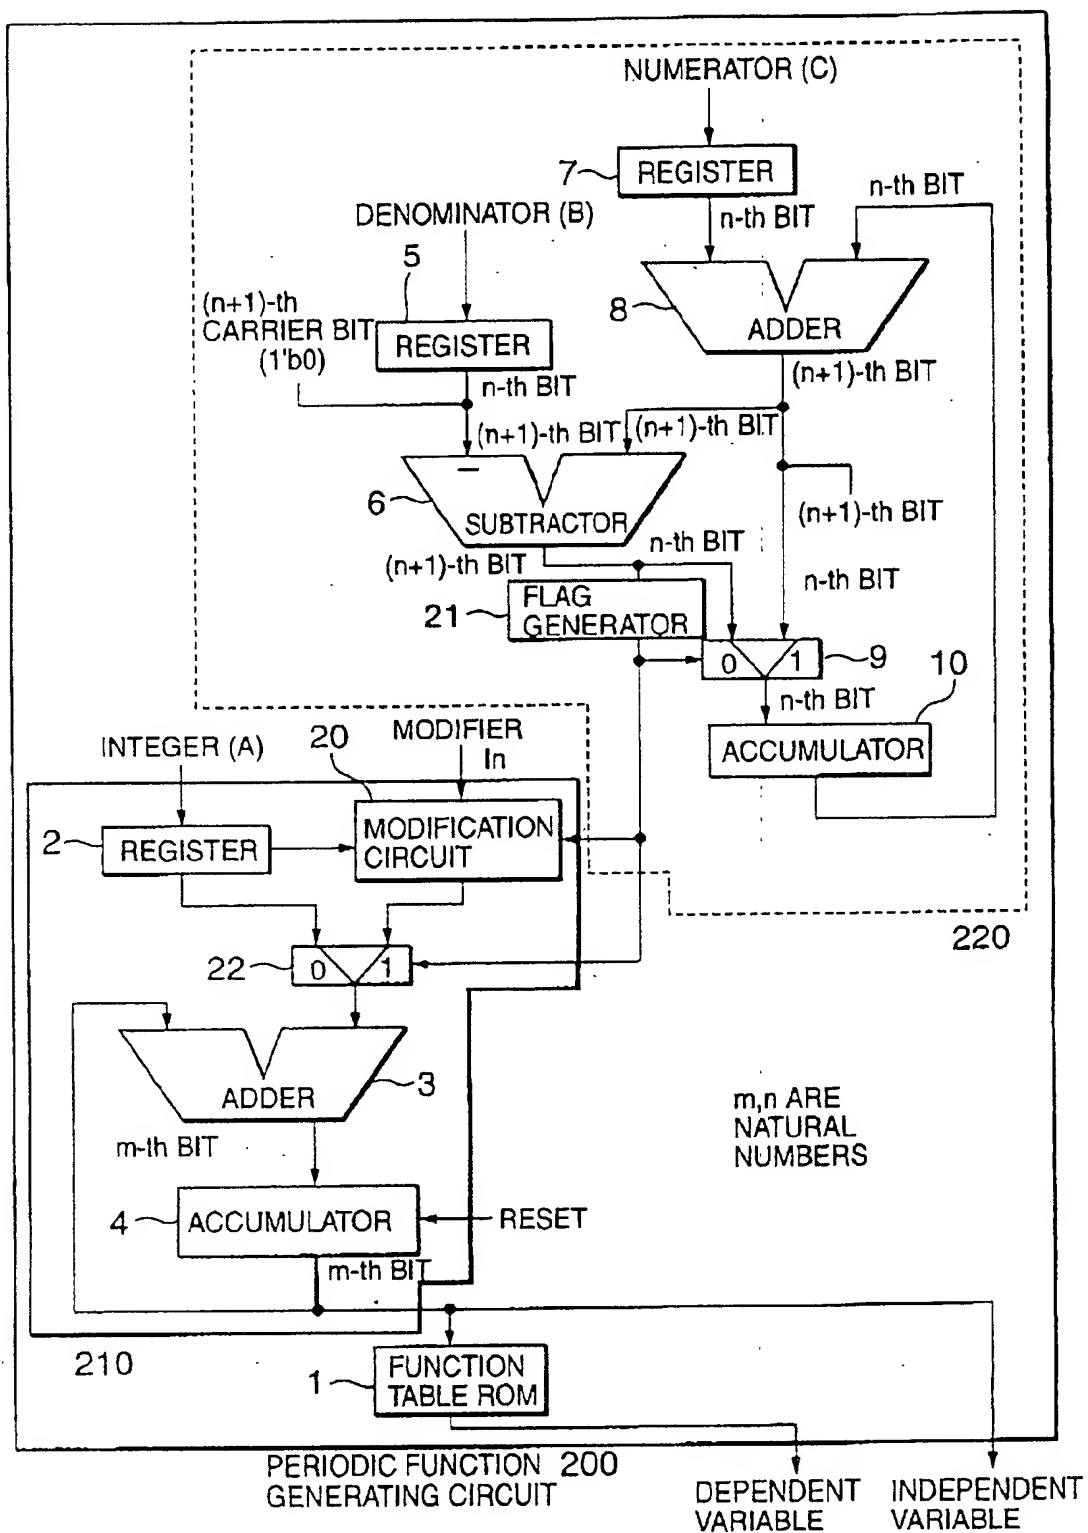 NUMERATOR (C)
7
REGISTER
n-th BIT
n-th BIT
DENOMINATOR (B)
5
8
ADDER
(n+1)-th
CARRIER BIT
(1'b0)
REGISTER
n-th BIT
(n+1)-th BIT
(n+1)-th BIT
(n+1)-th BIT
–
6
SUBTRACTOR
(n+1)-th BIT
(n+1)-th BIT
n-th BIT
n-th BIT
21
FLAG
GENERATOR
0
1
9
n-th BIT
10
ACCUMULATOR
INTEGER (A)
20
MODIFIER
In
2
REGISTER
MODIFICATION
CIRCUIT
22
0
1
220
ADDER
3
m-th BIT
m,n ARE
NATURAL
NUMBERS
4
ACCUMULATOR
RESET
m-th BIT
210
1
FUNCTION
TABLE ROM
PERIODIC FUNCTION 200
GENERATING CIRCUIT
DEPENDENT
VARIABLE
INDEPENDENT
VARIABLE